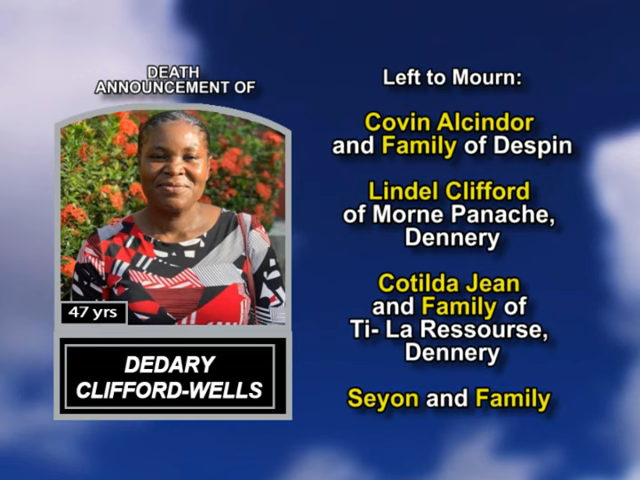 DEATH
ANNOUNCEMENT OF
47 yrs
DEDARY
CLIFFORD-WELLS
Left to Mourn:
Covin Alcindor
and Family of Despin
Lindel Clifford
of Morne Panache,
Dennery
Cotilda Jean
and Family of
Ti- La Ressourse,
Dennery
Seyon and Family